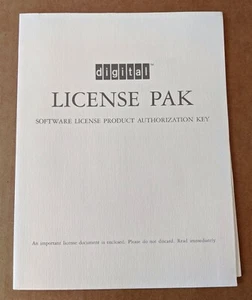 digital™
LICENSE PAK
SOFTWARE LICENSE PRODUCT AUTHORIZATION KEY
An important license document is enclosed. Please do not discard. Read immediately.